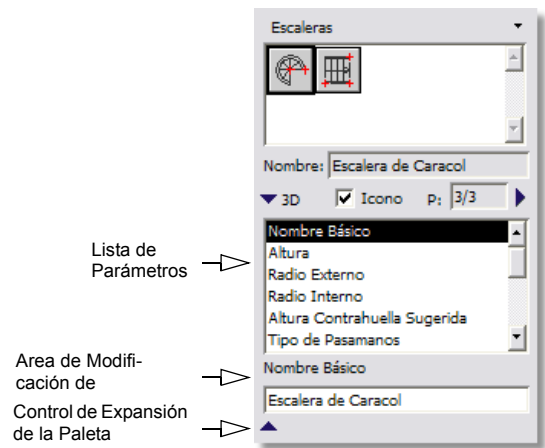 Escaleras
Nombre: Escalera de Caracol
3D Icono P: 3/3
Nombre Básico
Altura
Radio Externo
Radio Interno
Altura Contrahuella Sugerida
Tipo de Pasamanos
Nombre Básico
Escalera de Caracol
Lista de
Parámetros
Area de Modifi-
cación de
Control de Expansión
de la Paleta